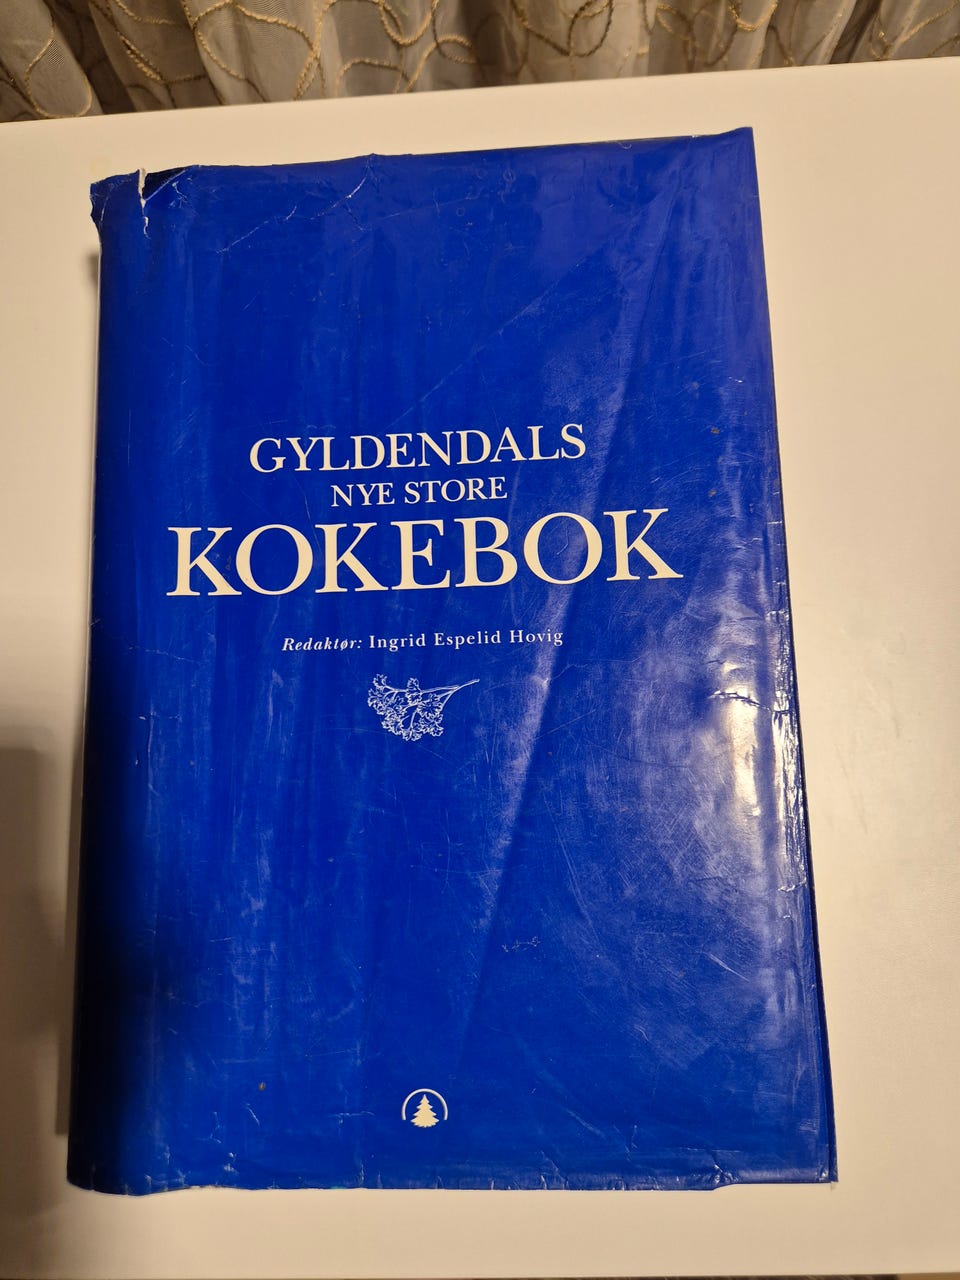 GYLDENDALS
NYE STORE
KOKEBOK
Redaktør: Ingrid Espelid Hovig